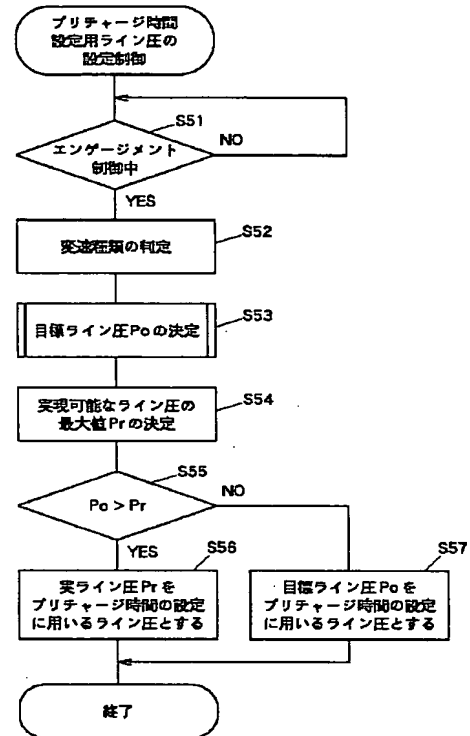 プリチャージ時間
設定用ライン圧の
設定制御
S51
エンゲージメント
制御中
NO
YES
S52
変速種類の判定
S53
目標ライン圧Poの決定
S54
実現可能なライン圧の
最大値Prの決定
S55
Po > Pr
NO
YES
S56
実ライン圧Prを
プリチャージ時間の設定
に用いるライン圧とする
S57
目標ライン圧Poを
プリチャージ時間の設定
に用いるライン圧とする
終了